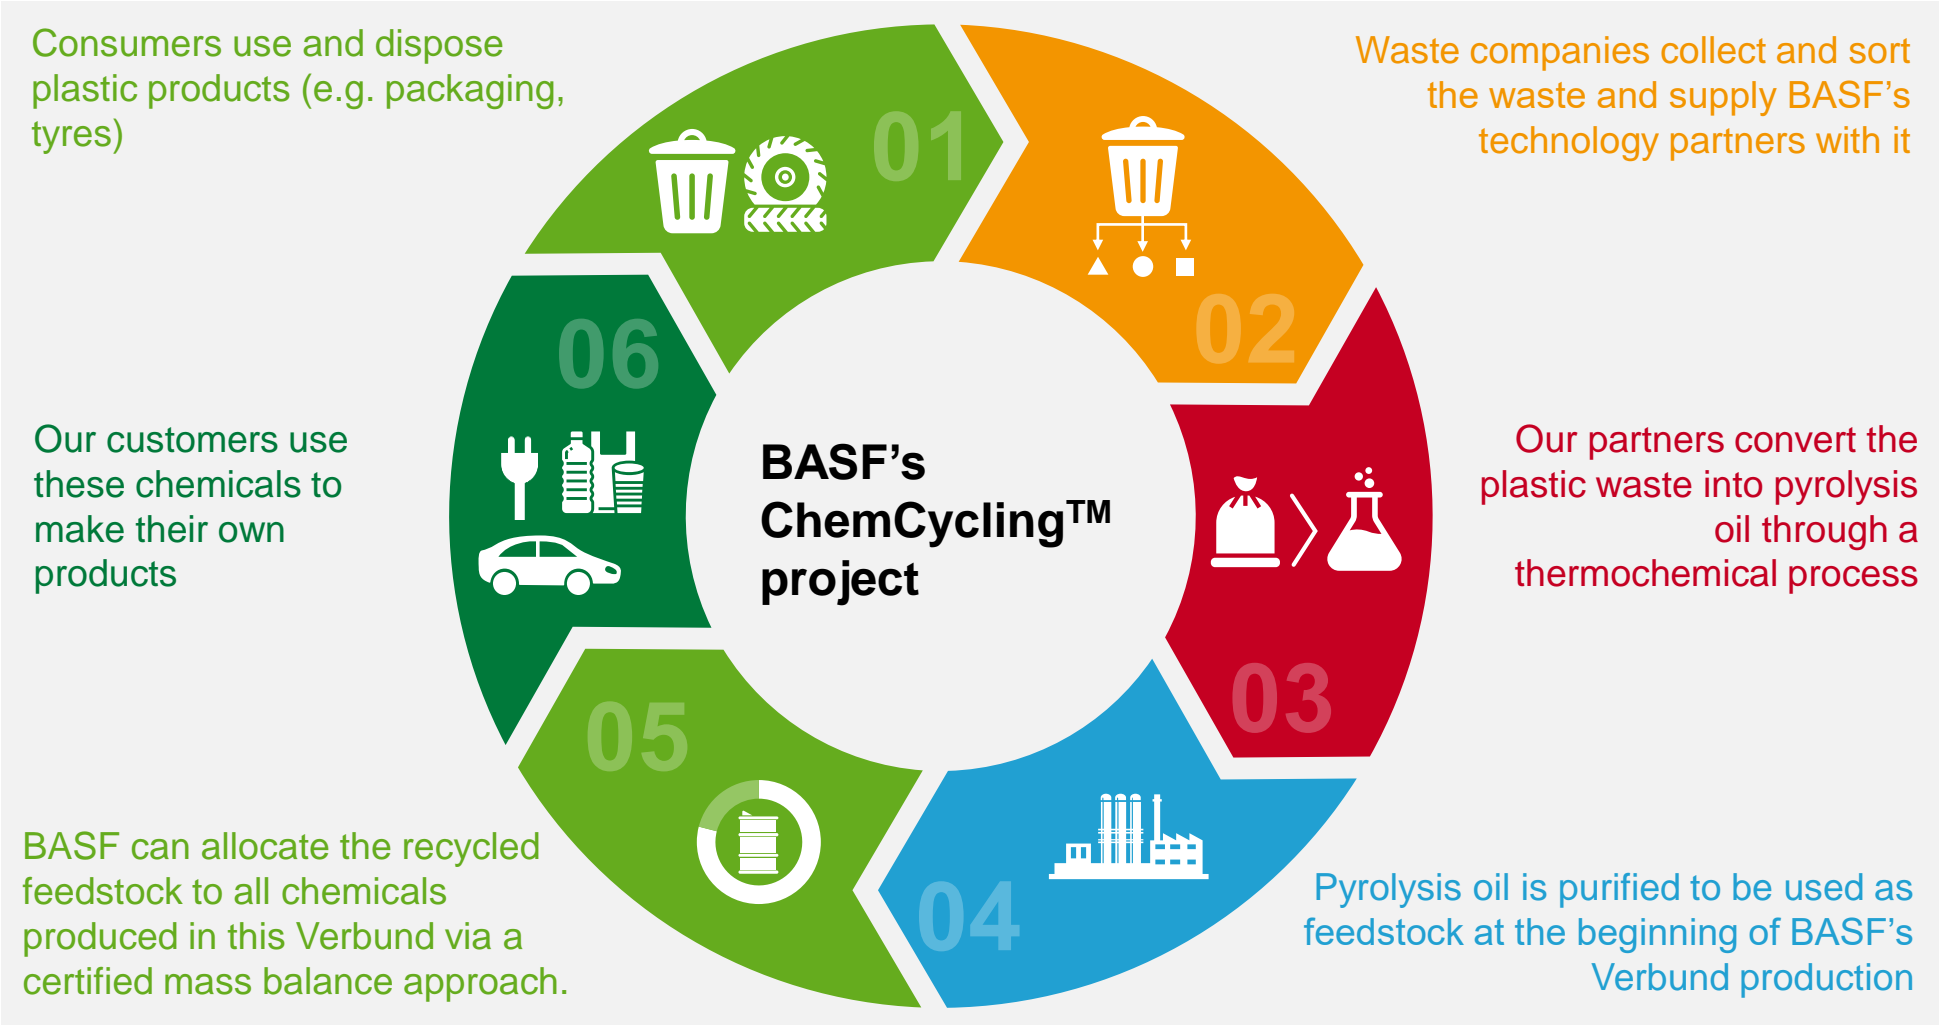 Consumers use and dispose
plastic products (e.g. packaging,
tyres)
01
Waste companies collect and sort
the waste and supply BASF’s
technology partners with it
02
Our partners convert the
plastic waste into pyrolysis
oil through a
thermochemical process
03
Pyrolysis oil is purified to be used as
feedstock at the beginning of BASF’s
Verbund production
04
BASF can allocate the recycled
feedstock to all chemicals
produced in this Verbund via a
certified mass balance approach.
05
Our customers use
these chemicals to
make their own
products
06
BASF’s
ChemCycling™
project